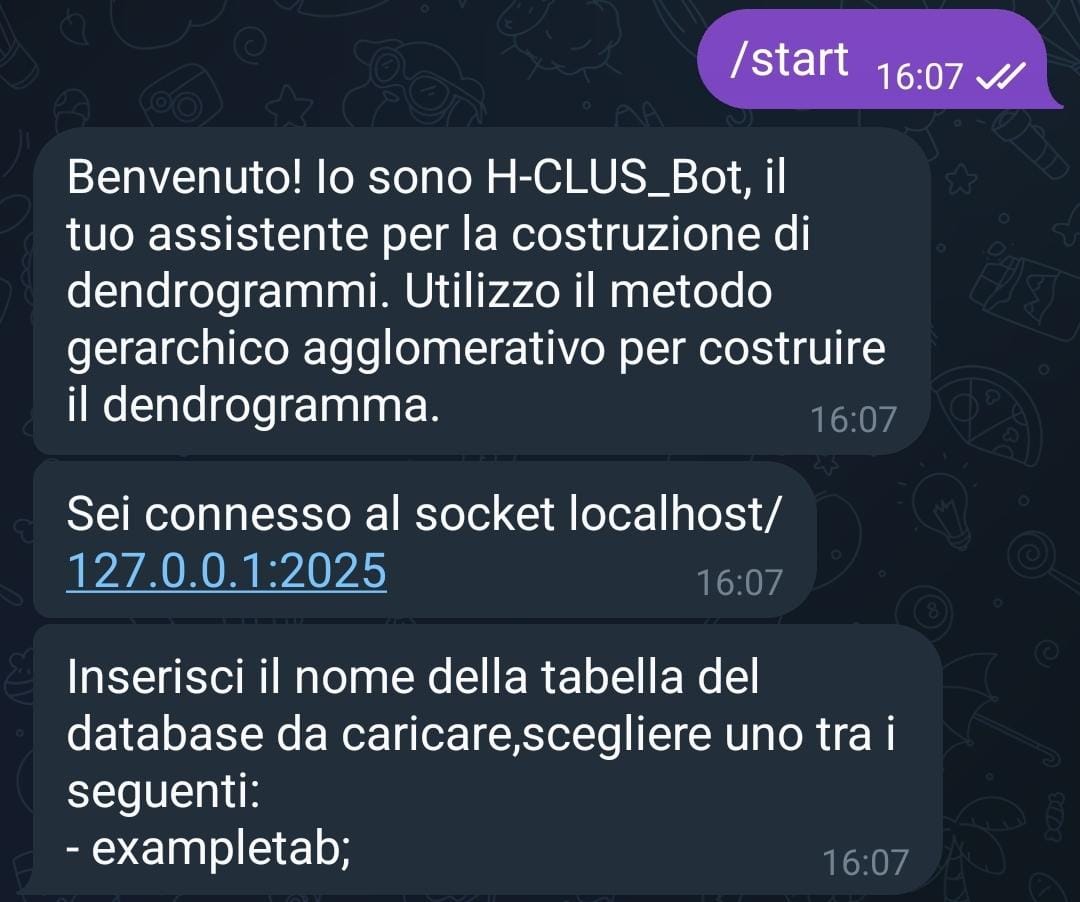 /start 16:07
Benvenuto! Io sono H-CLUS_Bot, il
tuo assistente per la costruzione di
dendrogrammi. Utilizzo il metodo
gerarchico agglomerativo per costruire
il dendrogramma.
16:07
Sei connesso al socket localhost/
127.0.0.1:2025
16:07
Inserisci il nome della tabella del
database da caricare,scegliere uno tra i
seguenti:
- exampletab;
16:07